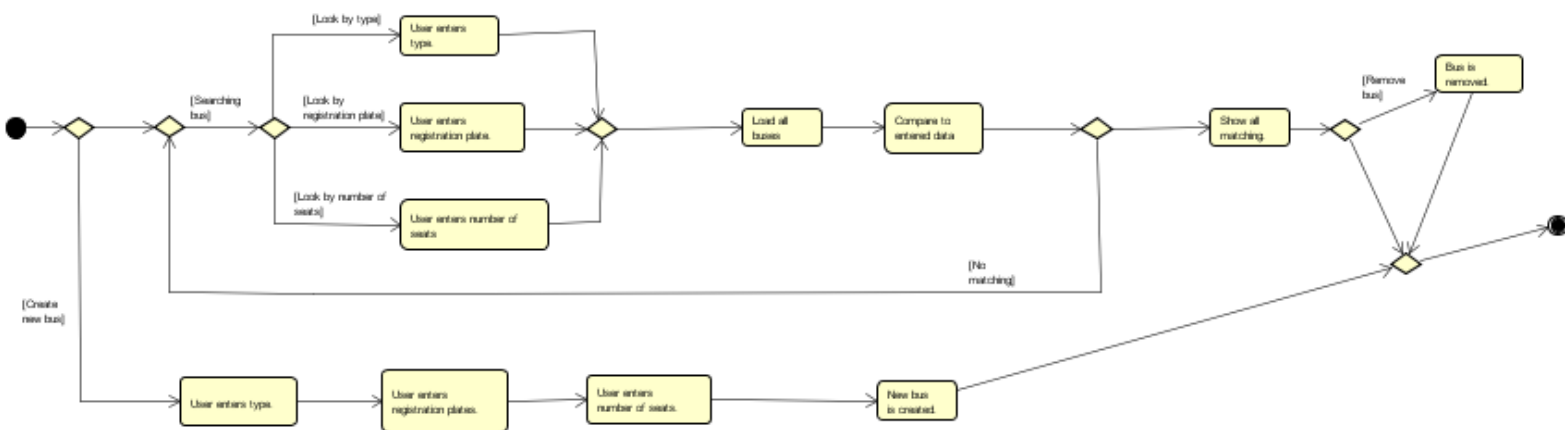 [Look by type]
User enters
type.
[Searching
bus]
[Look by
registration plate]
User enters
registration plate.
[Look by number of
seats]
User enters number of
seats
Load all
buses
Compare to
entered data
Show all
matching.
[Remove
bus]
Bus is
removed.
[No
matching]
[Create
new bus]
User enters type.
User enters
registration plates.
User enters
number of seats.
New bus
is created.